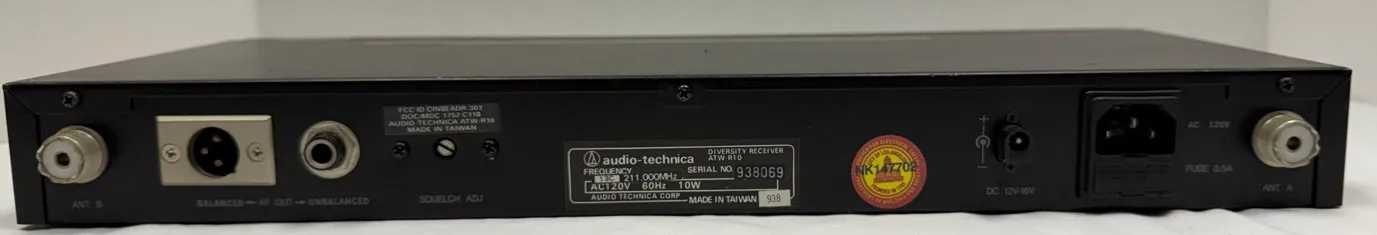 FCC ID CIN8EADR-303
DOC/MDC 1752 C110
AUDIO-TECHNICA ATW-R10
MADE IN TAIWAN
ANT. B
BALANCED AF OUT UNBALANCED
SQUELCH ADJ
audio-technica
DIVERSITY RECEIVER
ATW-R10
FREQUENCY
13C 211.000MHz
SERIAL NO. 938069
AC120V 60Hz 10W
AUDIO TECHNICA CORP
MADE IN TAIWAN 938
NK147702
+
-
DC 12V-18V
AC 120V
FUSE 0.5A
ANT. A